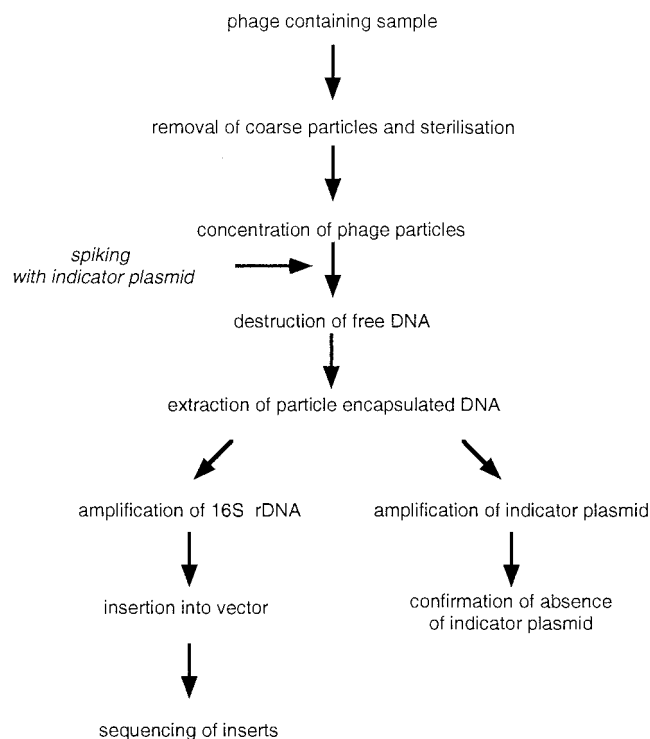 phage containing sample
removal of coarse particles and sterilisation
concentration of phage particles
spiking
with indicator plasmid
destruction of free DNA
extraction of particle encapsulated DNA
amplification of 16S rDNA
amplification of indicator plasmid
insertion into vector
confirmation of absence
of indicator plasmid
sequencing of inserts